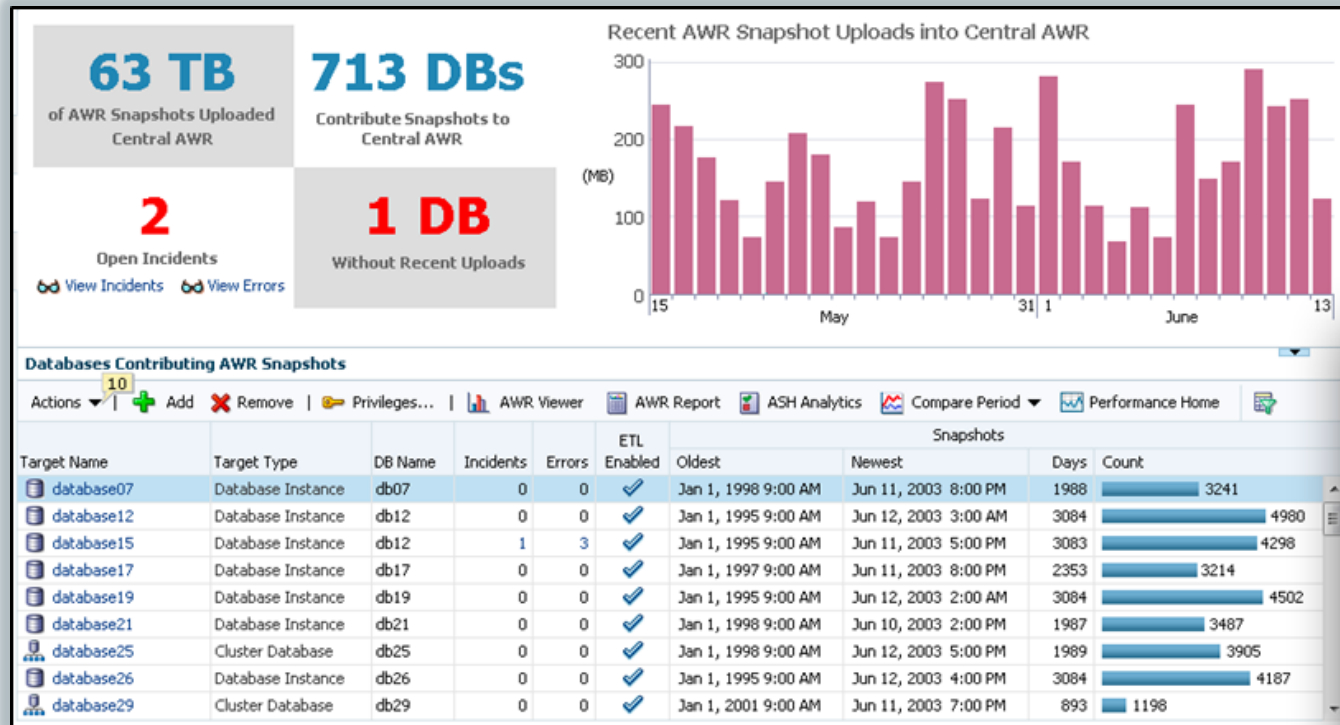 63 TB
of AWR Snapshots Uploaded
Central AWR
713 DBs
Contribute Snapshots to
Central AWR
2
Open Incidents
View Incidents View Errors
1 DB
Without Recent Uploads
Recent AWR Snapshot Uploads into Central AWR
300
200
(MB)
100
0
15 31 1 13
May June
Databases Contributing AWR Snapshots
10
Actions | Add Remove | Privileges... | AWR Viewer AWR Report ASH Analytics Compare Period Performance Home
ETL Snapshots
Target Name Target Type DB Name Incidents Errors Enabled Oldest Newest Days Count
database07 Database Instance db07 0 0 Jan 1, 1998 9:00 AM Jun 11, 2003 8:00 PM 1988 3241
database12 Database Instance db12 0 0 Jan 1, 1995 9:00 AM Jun 12, 2003 3:00 AM 3084 4980
database15 Database Instance db12 1 3 Jan 1, 1995 9:00 AM Jun 11, 2003 5:00 PM 3083 4298
database17 Database Instance db17 0 0 Jan 1, 1997 9:00 AM Jun 11, 2003 8:00 PM 2353 3214
database19 Database Instance db19 0 0 Jan 1, 1995 9:00 AM Jun 12, 2003 2:00 AM 3084 4502
database21 Database Instance db21 0 0 Jan 1, 1998 9:00 AM Jun 10, 2003 2:00 PM 1987 3487
database25 Cluster Database db25 0 0 Jan 1, 1998 9:00 AM Jun 12, 2003 5:00 PM 1989 3905
database26 Database Instance db26 0 0 Jan 1, 1995 9:00 AM Jun 12, 2003 4:00 PM 3084 4187
database29 Cluster Database db29 0 0 Jan 1, 2001 9:00 AM Jun 11, 2003 7:00 PM 893 1198